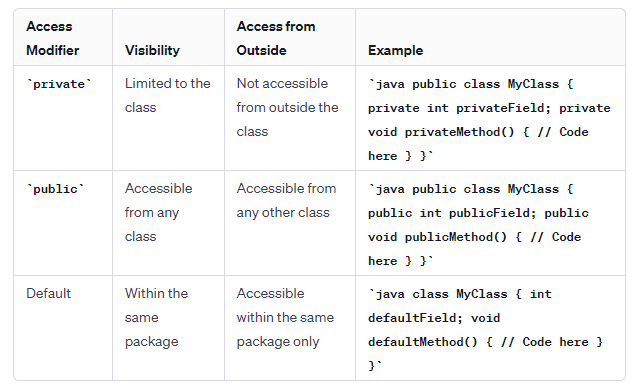 Access Modifier
Visibility
Access from Outside
Example
`private`
Limited to the class
Not accessible from outside the class
`java public class MyClass {
private int privateField; private
void privateMethod() { // Code
here } }`
`public`
Accessible from any class
Accessible from any other class
`java public class MyClass {
public int publicField; public
void publicMethod() { // Code
here } }`
Default
Within the same package
Accessible within the same package only
`java class MyClass { int
defaultField; void
defaultMethod() { // Code here }
}`